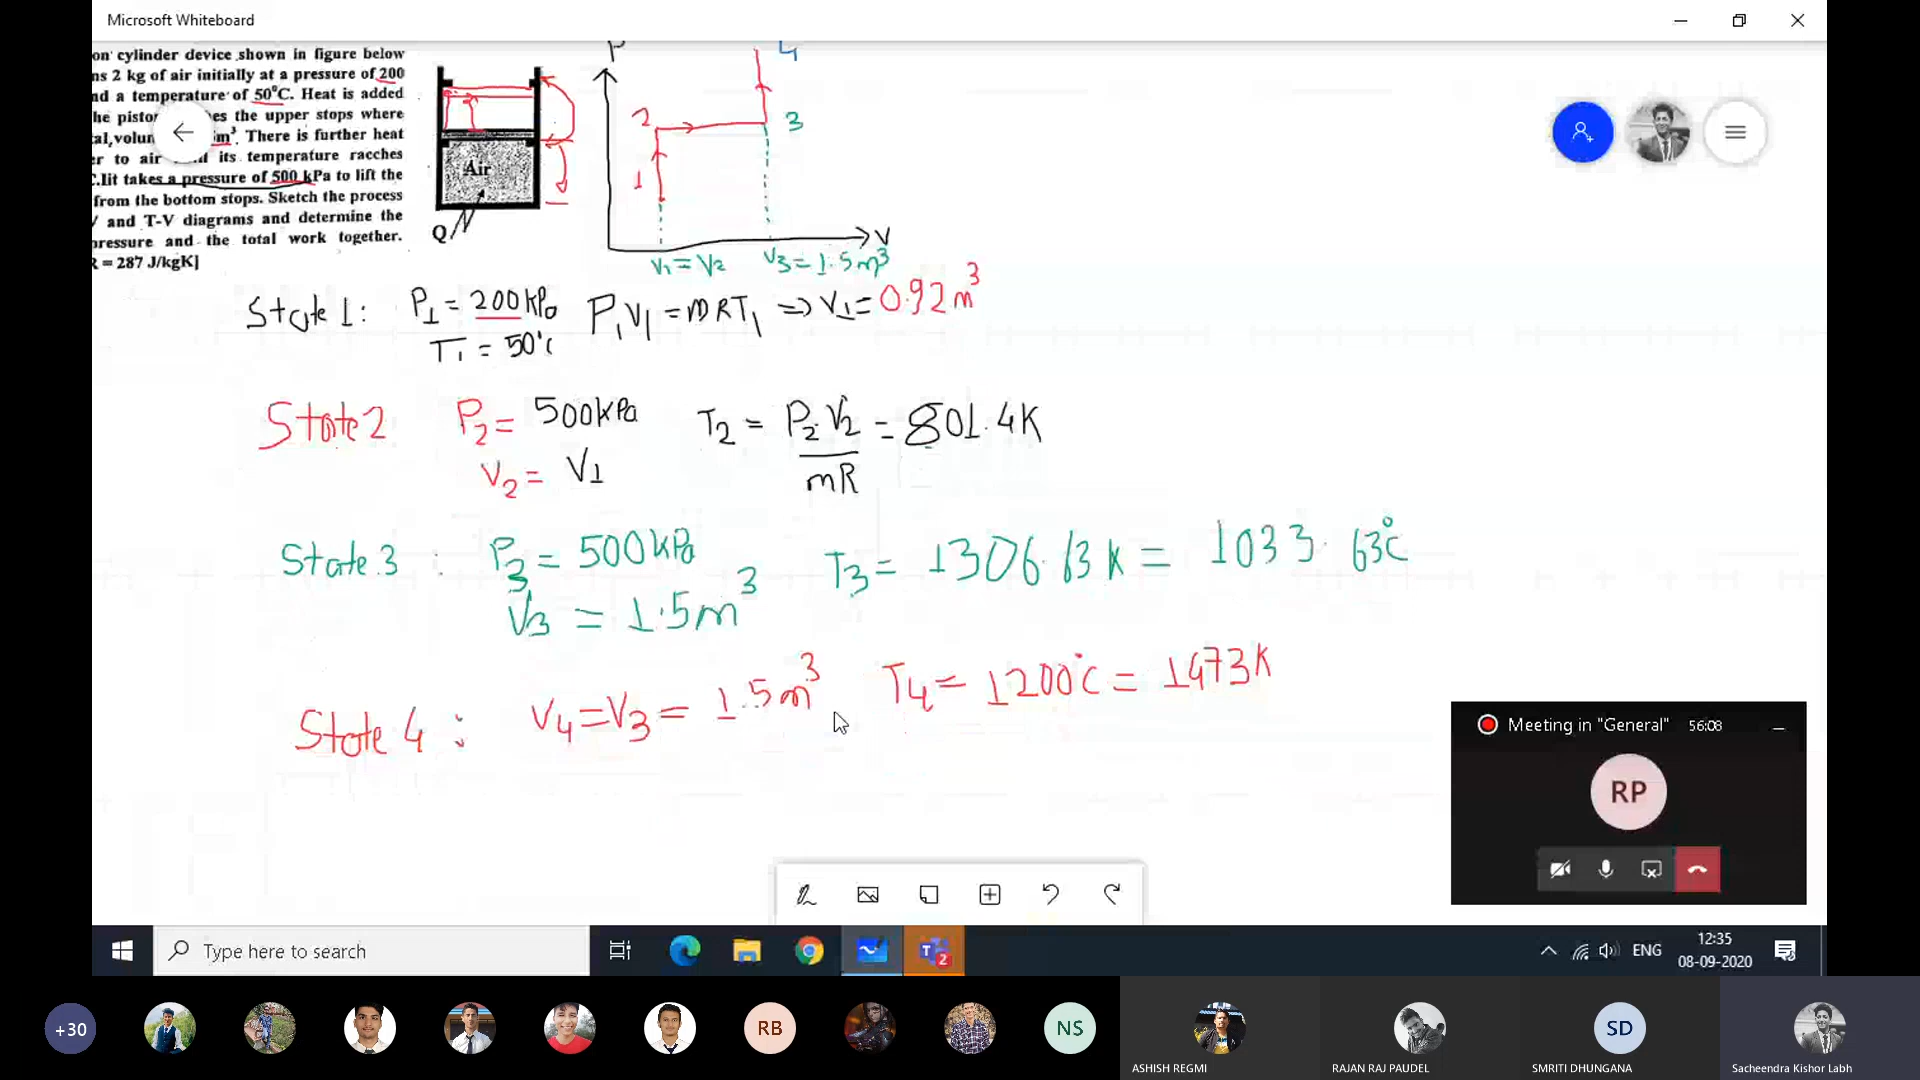 Microsoft Whiteboard
on cylinder device shown in figure below
ns 2 kg of air initially at a pressure of 200
nd a temperature of 50⁰C. Heat is added
he piston es the upper stops where
al, volun m³. There is further heat
er to air its temperature racches
C.Iit takes a pressure of 500 kPa to lift the
from the bottom stops. Sketch the process
V and T-V diagrams and determine the
pressure and the total work together.
R = 287 J/kgK]
Air
Q
P
4
2
3
1
V
V₁ = V₂
V₃ = 1.5 m³
State 1: P₁ = 200 kPa P₁V₁ = mRT₁ ⇒ V₁ = 0.92 m³
T₁ = 50°C
State 2 P₂ = 500 kPa T₂ = P₂V₂ = 801.4K
V₂ = V₁ mR
State 3 : P₃ = 500 kPa T₃ = 1306.63 K = 1033.63°C
V₃ = 1.5 m³
State 4 : V₄ = V₃ = 1.5 m³ T₄ = 1200°C = 1473 K
Meeting in "General" 56:08
RP
Type here to search
T
2
ENG
12:35
08-09-2020
+30
RB
NS
SD
ASHISH REGMI
RAJAN RAJ PAUDEL
SMRITI DHUNGANA
Sacheendra Kishor Labh